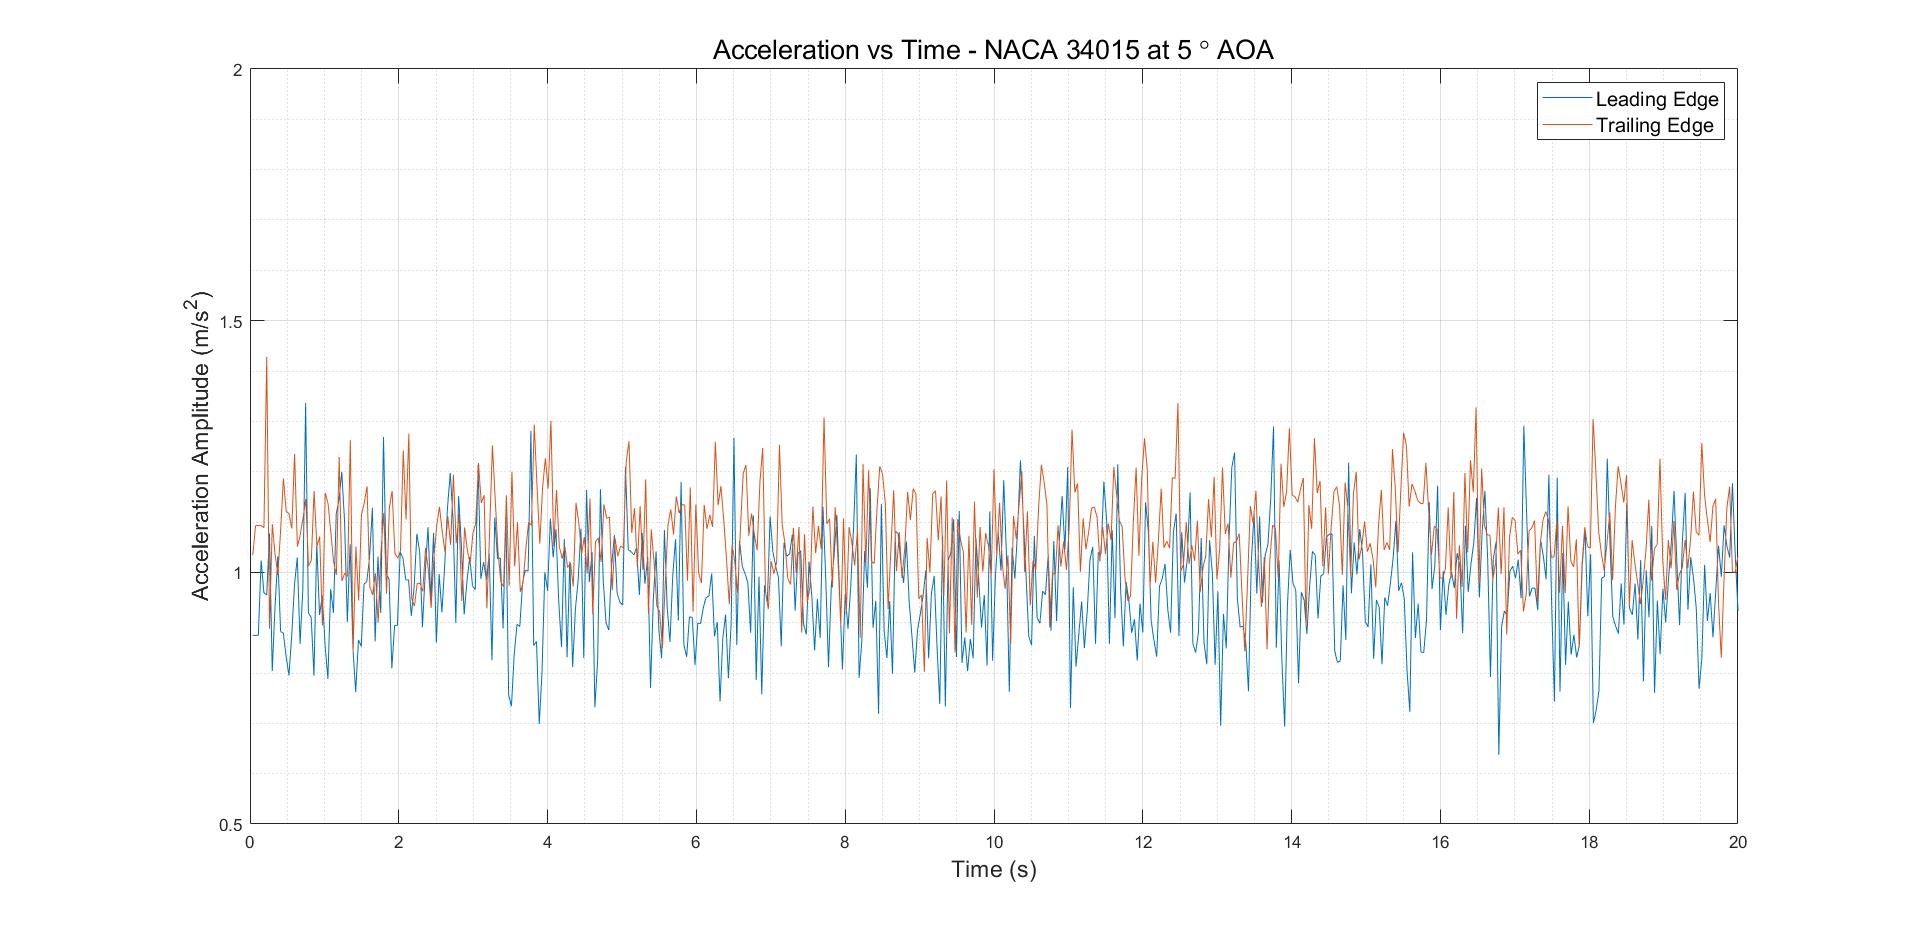 Acceleration vs Time - NACA 34015 at 5 ° AOA
Leading Edge
Trailing Edge
Acceleration Amplitude (m/s²)
2
1.5
1
0.5
0 2 4 6 8 10 12 14 16 18 20
Time (s)